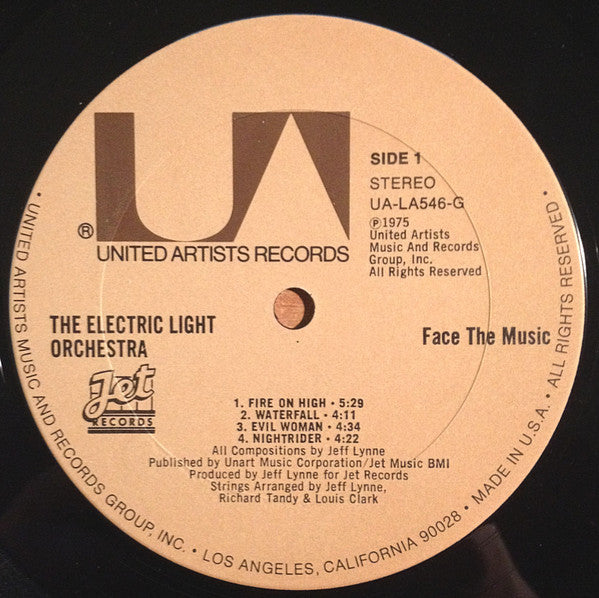 UA
SIDE 1
STEREO
UA-LA546-G
℗1975
United Artists
Music And Records
Group, Inc.
All Rights Reserved
®
UNITED ARTISTS RECORDS
THE ELECTRIC LIGHT
ORCHESTRA
Face The Music
Jet
RECORDS
1. FIRE ON HIGH • 5:29
2. WATERFALL • 4:11
3. EVIL WOMAN • 4:34
4. NIGHTRIDER • 4:22
All Compositions by Jeff Lynne
Published by Unart Music Corporation/Jet Music BMI
Produced by Jeff Lynne for Jet Records
Strings Arranged by Jeff Lynne,
Richard Tandy & Louis Clark
• UNITED ARTISTS MUSIC AND RECORDS GROUP, INC. • LOS ANGELES, CALIFORNIA 90028 • MADE IN U.S.A. • ALL RIGHTS RESERVED •